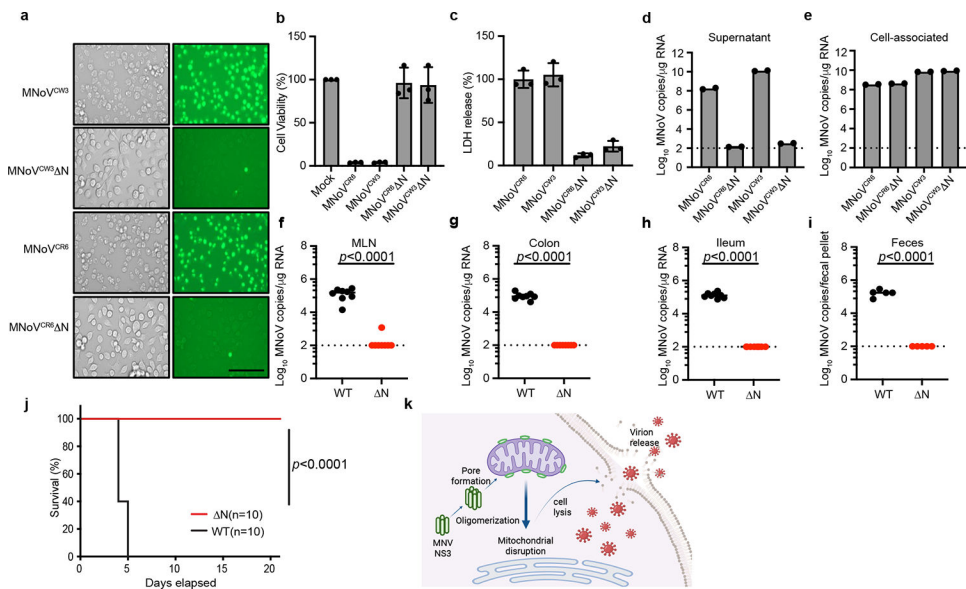 a
MNoV^CW3
MNoV^CW3ΔN
MNoV^CR6
MNoV^CR6ΔN
b
Cell Viability (%)
150
100
50
0
Mock
MNoV^CR6
MNoV^CW3
MNoV^CR6ΔN
MNoV^CW3ΔN
c
LDH release (%)
150
100
50
0
MNoV^CR6
MNoV^CW3
MNoV^CR6ΔN
MNoV^CW3ΔN
d
Supernatant
Log₁₀ MNoV copies/μg RNA
12
10
8
6
4
2
0
MNoV^CR6
MNoV^CR6ΔN
MNoV^CW3
MNoV^CW3ΔN
e
Cell-associated
Log₁₀ MNoV copies/μg RNA
12
10
8
6
4
2
0
MNoV^CR6
MNoV^CR6ΔN
MNoV^CW3
MNoV^CW3ΔN
f
MLN
p<0.0001
Log₁₀ MNoV copies/μg RNA
8
6
4
2
0
WT
ΔN
g
Colon
p<0.0001
Log₁₀ MNoV copies/μg RNA
8
6
4
2
0
WT
ΔN
h
Ileum
p<0.0001
Log₁₀ MNoV copies/μg RNA
8
6
4
2
0
WT
ΔN
i
Feces
p<0.0001
Log₁₀ MNoV copies/fecal pellet
8
6
4
2
0
WT
ΔN
j
Survival (%)
100
80
60
40
20
0
ΔN(n=10)
WT(n=10)
p<0.0001
0
5
10
15
20
Days elapsed
k
Virion
release
Pore
formation
cell
lysis
Oligomerization
MNV
NS3
Mitochondrial
disruption